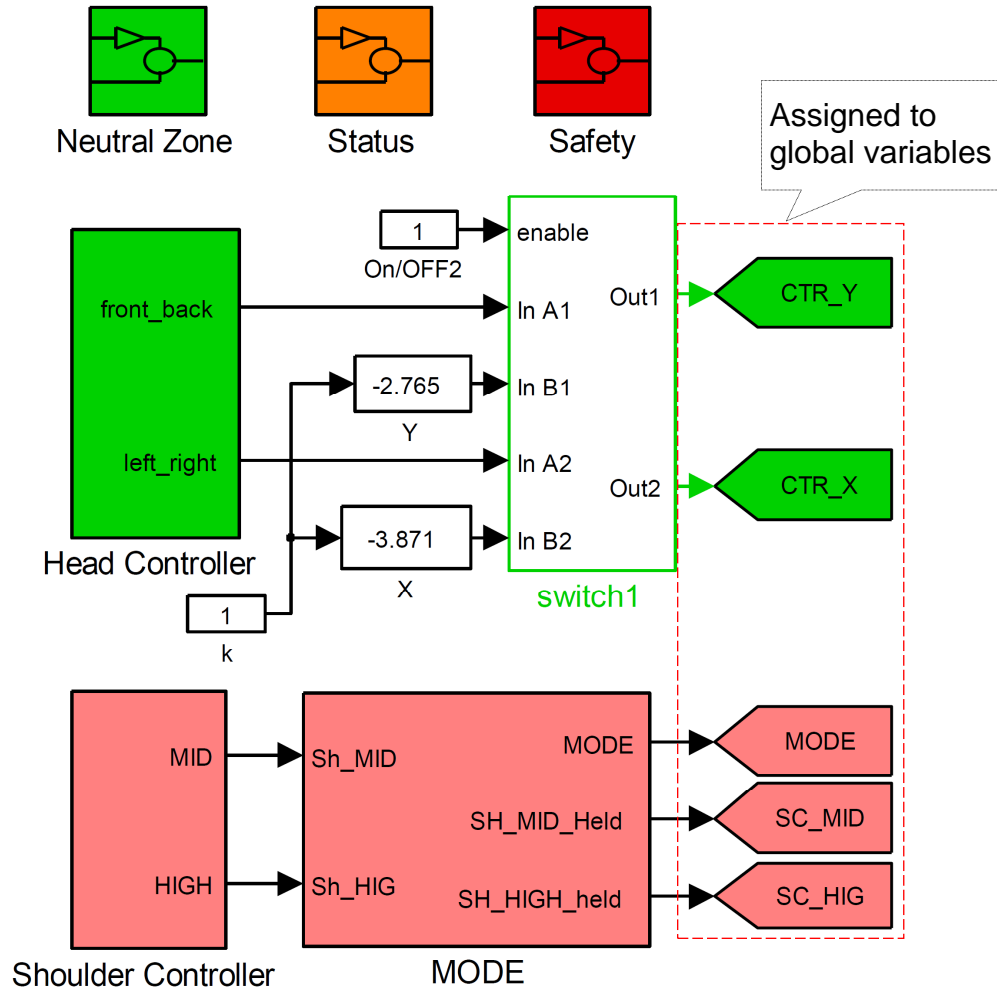 Neutral Zone
Status
Safety
Assigned to
global variables
1
On/OFF2
enable
front_back
In A1
Out1
CTR_Y
-2.765
Y
In B1
left_right
In A2
Out2
CTR_X
-3.871
X
In B2
Head Controller
switch1
1
k
MID
Sh_MID
MODE
MODE
SH_MID_Held
SC_MID
HIGH
Sh_HIG
SH_HIGH_held
SC_HIG
Shoulder Controller
MODE